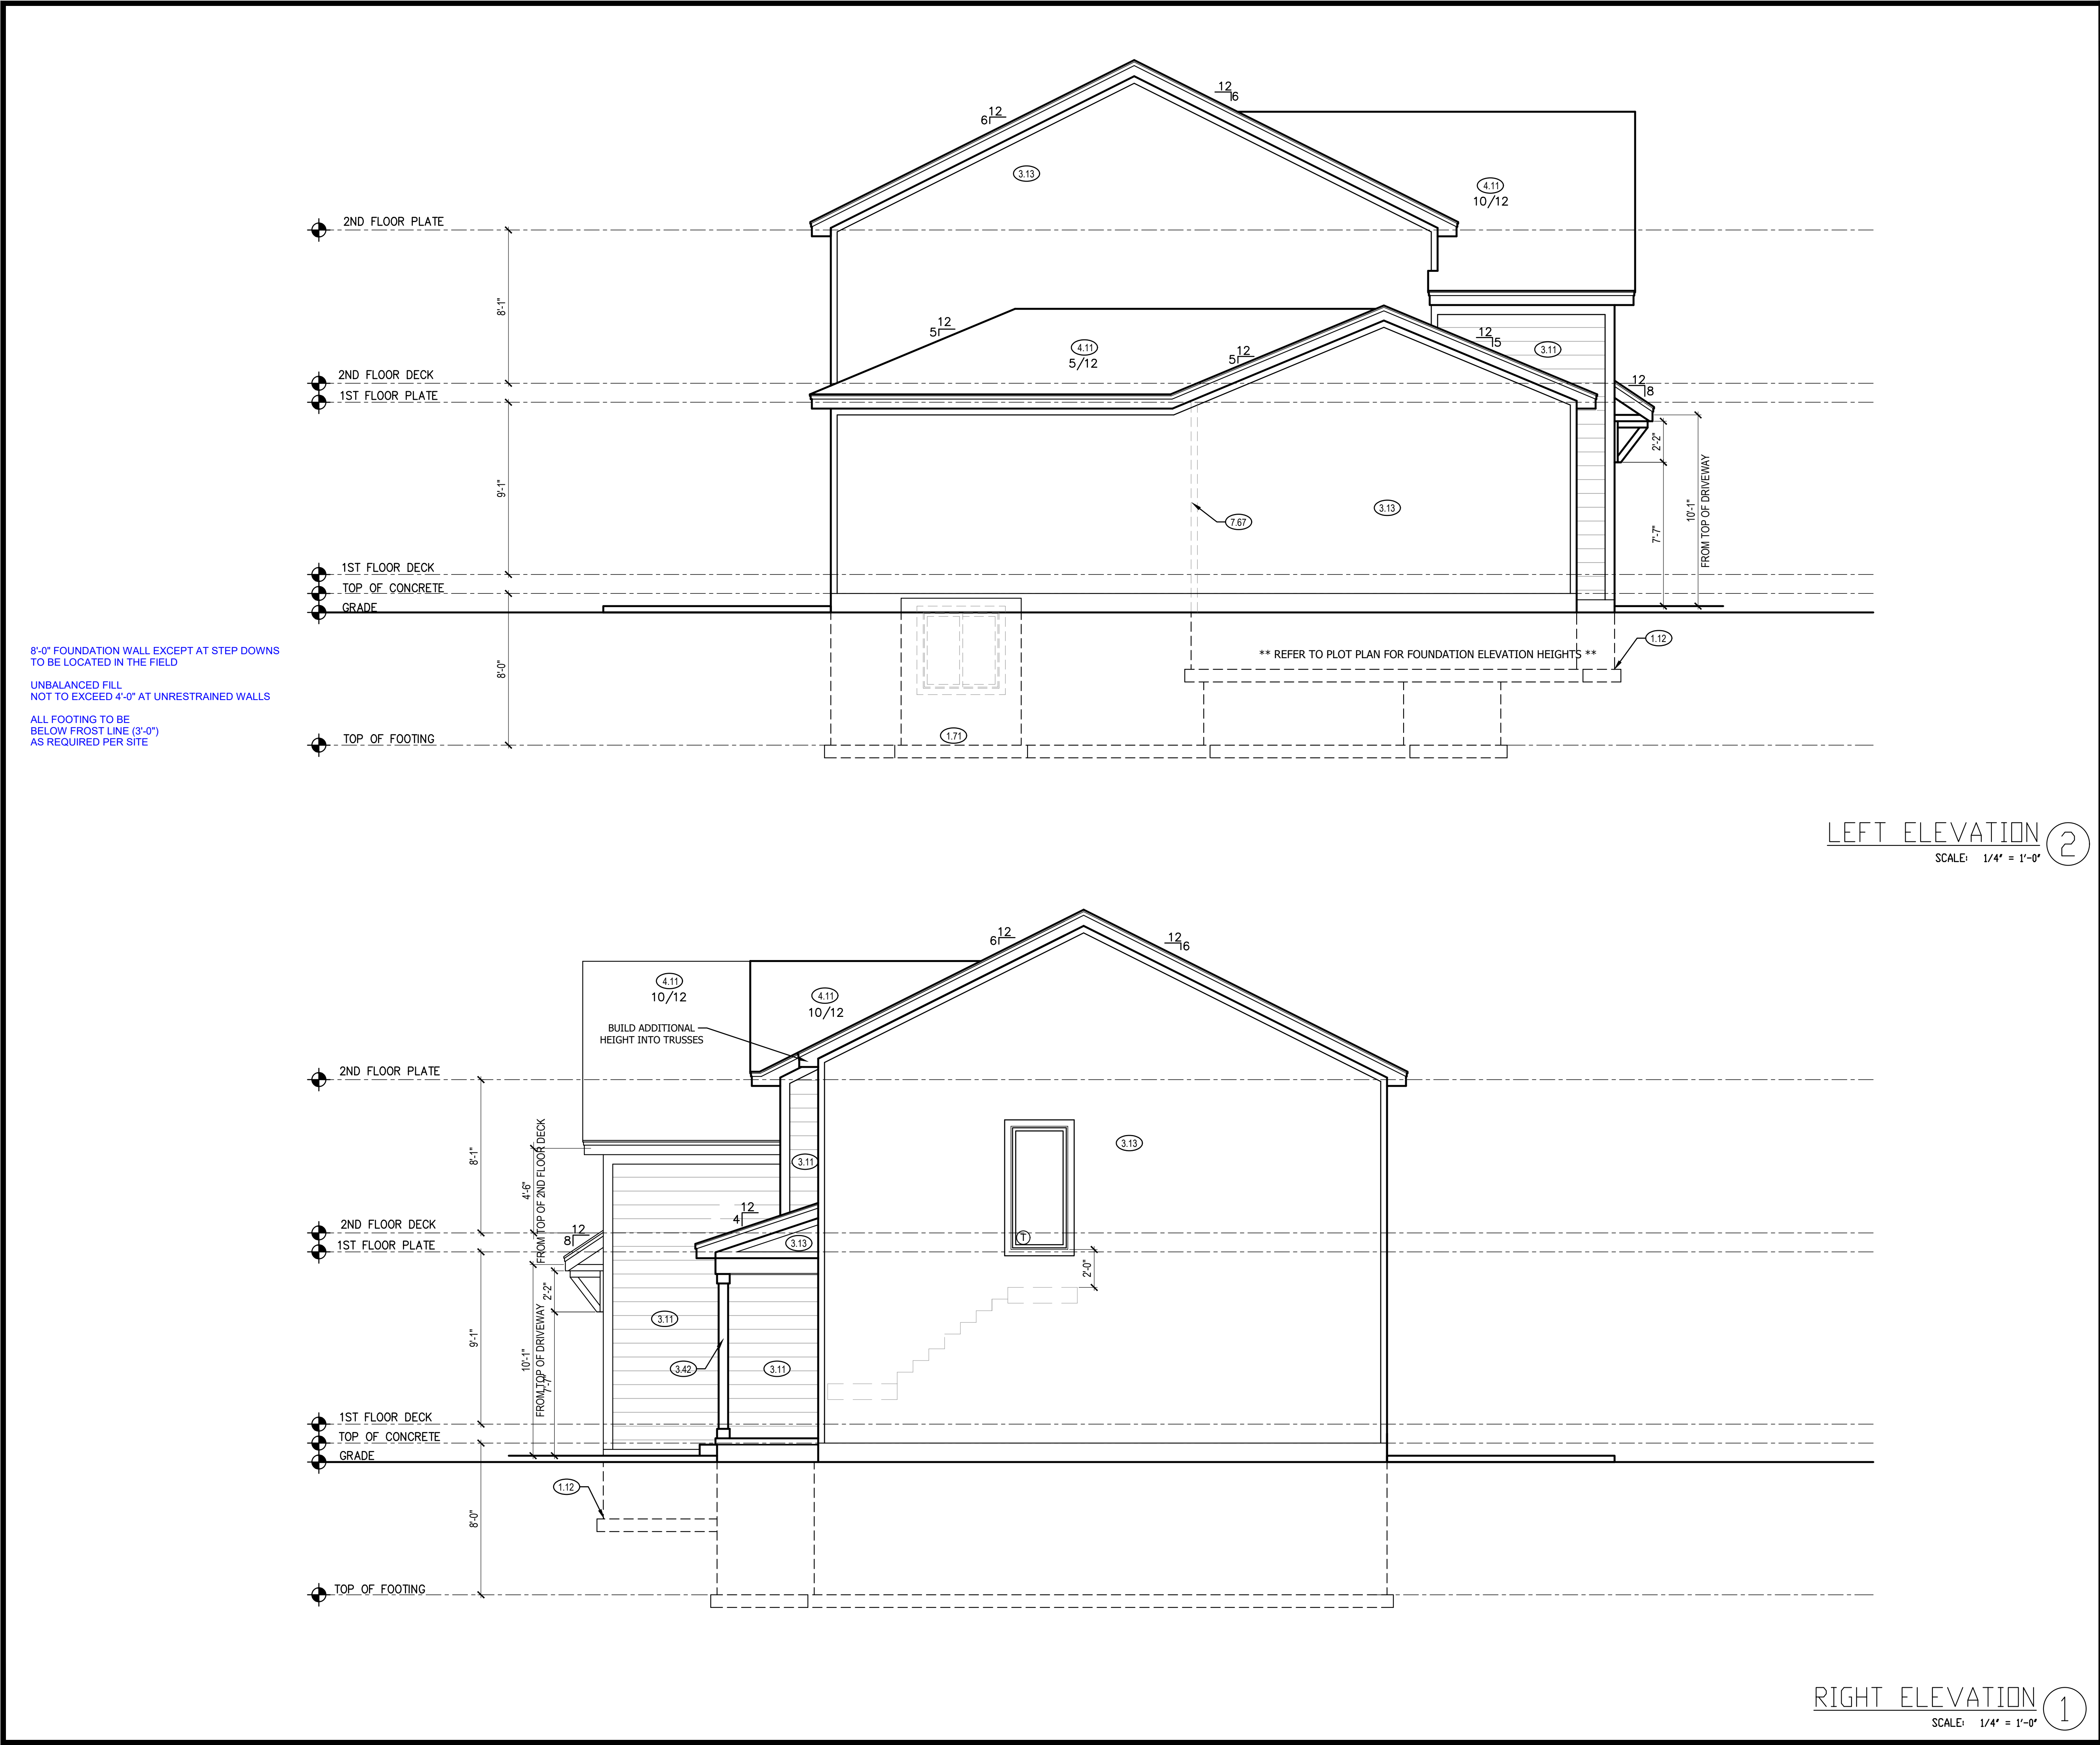 12
6
12
6
3.13
4.11
10/12
2ND FLOOR PLATE
8'-1"
12
5
4.11
5/12
12
5
12
5
3.11
12
8
2ND FLOOR DECK
1ST FLOOR PLATE
9'-1"
2'-2"
10'-1"
FROM TOP OF DRIVEWAY
7'-7"
3.13
7.67
1ST FLOOR DECK
TOP OF CONCRETE
GRADE
8'-0" FOUNDATION WALL EXCEPT AT STEP DOWNS
TO BE LOCATED IN THE FIELD
UNBALANCED FILL
NOT TO EXCEED 4'-0" AT UNRESTRAINED WALLS
ALL FOOTING TO BE
BELOW FROST LINE (3'-0")
AS REQUIRED PER SITE
8'-0"
** REFER TO PLOT PLAN FOR FOUNDATION ELEVATION HEIGHTS **
1.12
1.71
TOP OF FOOTING
LEFT ELEVATION
2
SCALE: 1/4" = 1'-0"
12
6
12
6
4.11
10/12
4.11
10/12
BUILD ADDITIONAL
HEIGHT INTO TRUSSES
2ND FLOOR PLATE
8'-1"
4'-6"
FROM TOP OF 2ND FLOOR DECK
3.11
3.13
12
4
12
8
3.13
T
2ND FLOOR DECK
1ST FLOOR PLATE
2'-0"
2'-2"
9'-1"
10'-1"
FROM TOP OF DRIVEWAY
7'-7"
3.11
3.42
3.11
1ST FLOOR DECK
TOP OF CONCRETE
GRADE
1.12
8'-0"
TOP OF FOOTING
RIGHT ELEVATION
1
SCALE: 1/4" = 1'-0"